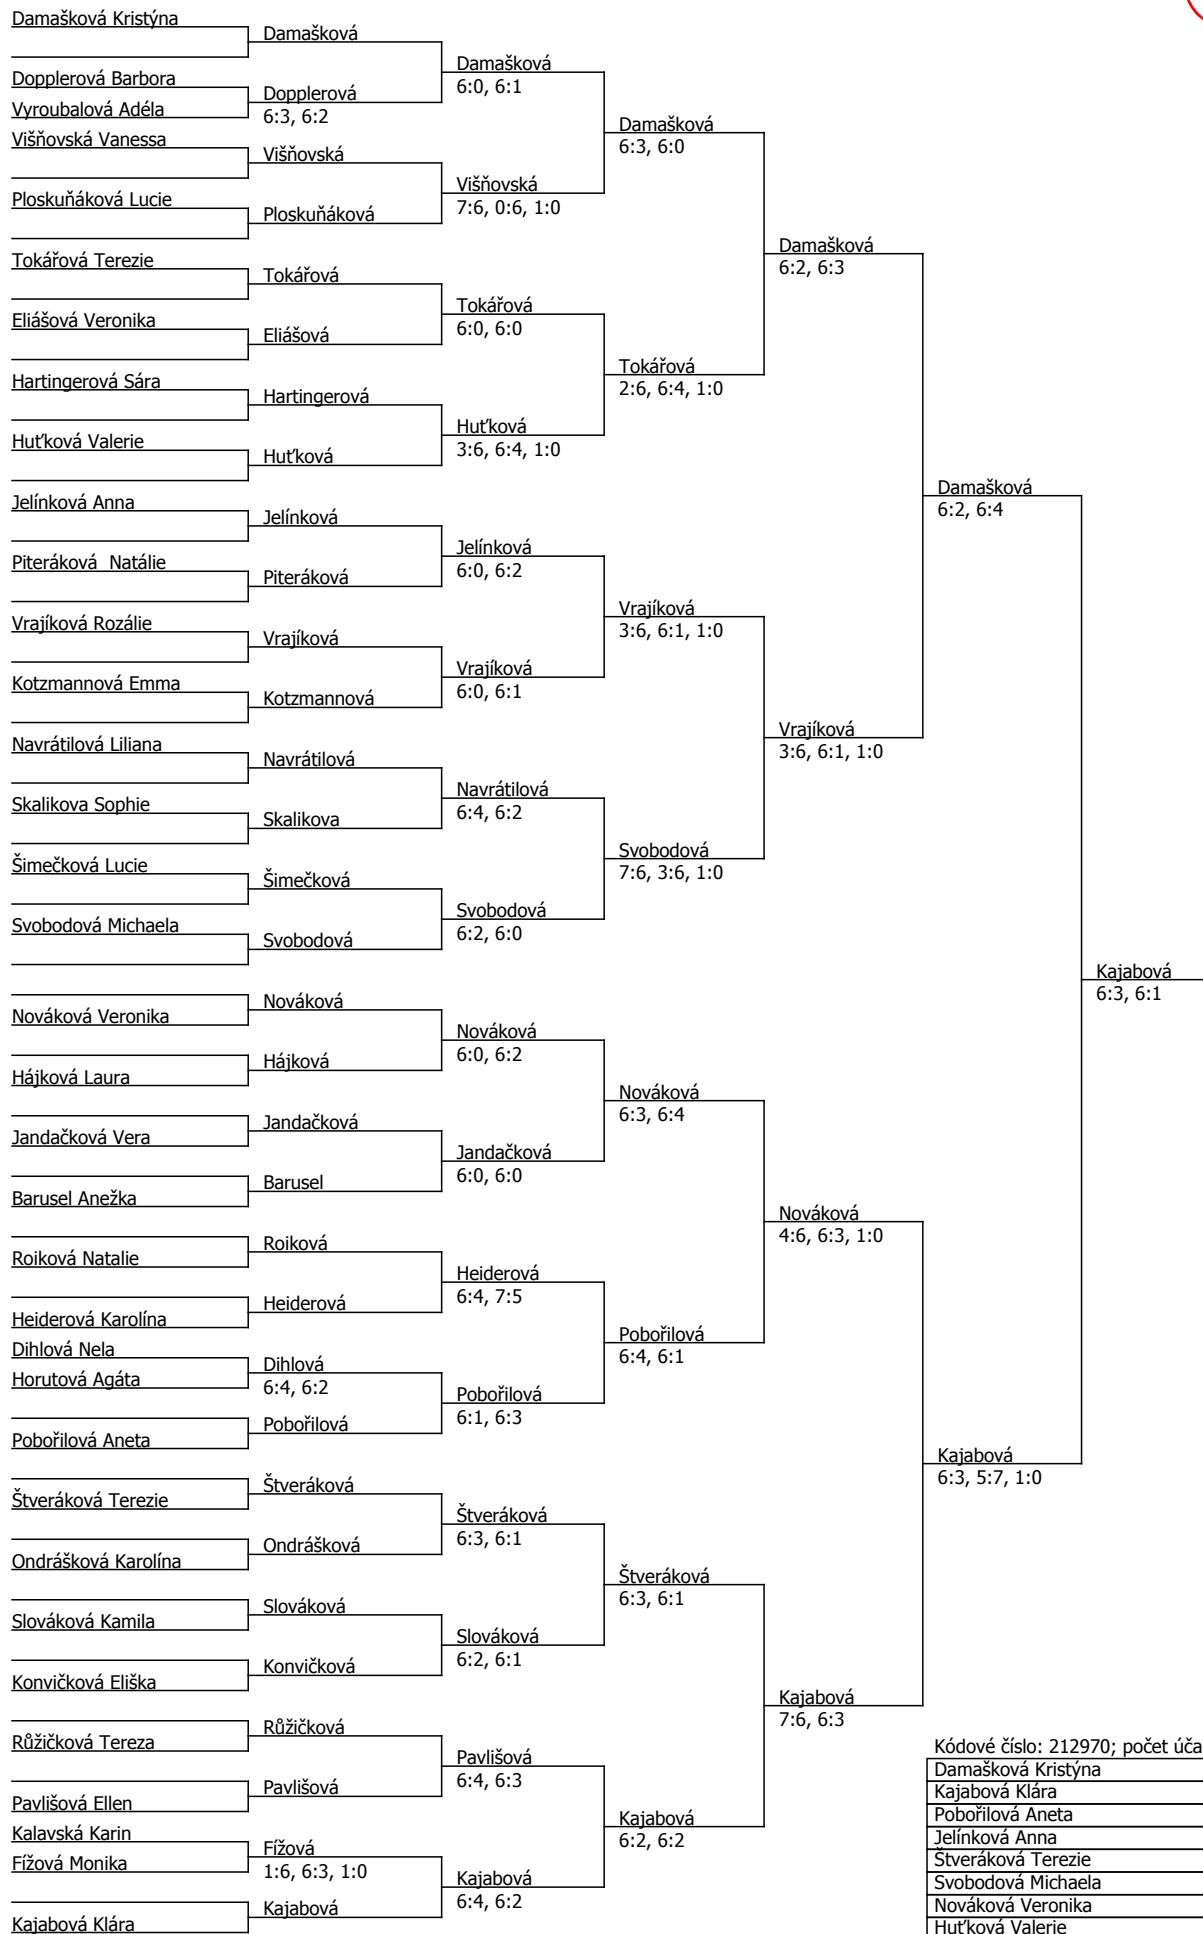 Damašková Kristýna
Dopplerová Barbora
Vyroubalová Adéla
Višňovská Vanessa
Ploskuňáková Lucie
Tokářová Terezie
Eliášová Veronika
Hartingerová Sára
Huťková Valerie
Jelínková Anna
Piteráková  Natálie
Vrajíková Rozálie
Kotzmannová Emma
Navrátilová Liliana
Skalikova Sophie
Šimečková Lucie
Svobodová Michaela
Nováková Veronika
Hájková Laura
Jandačková Vera
Barusel Anežka
Roiková Natalie
Heiderová Karolína
Dihlová Nela
Horutová Agáta
Pobořilová Aneta
Štveráková Terezie
Ondrášková Karolína
Slováková Kamila
Konvičková Eliška
Růžičková Tereza
Pavlišová Ellen
Kalavská Karin
Fížová Monika
Kajabová Klára
Damašková
Dopplerová
6:3, 6:2
Višňovská
Ploskuňáková
Tokářová
Eliášová
Hartingerová
Huťková
Jelínková
Piteráková
Vrajíková
Kotzmannová
Navrátilová
Skalikova
Šimečková
Svobodová
Nováková
Hájková
Jandačková
Barusel
Roiková
Heiderová
Dihlová
6:4, 6:2
Pobořilová
Štveráková
Ondrášková
Slováková
Konvičková
Růžičková
Pavlišová
Fížová
1:6, 6:3, 1:0
Kajabová
Damašková
6:0, 6:1
Višňovská
7:6, 0:6, 1:0
Tokářová
6:0, 6:0
Huťková
3:6, 6:4, 1:0
Jelínková
6:0, 6:2
Vrajíková
6:0, 6:1
Navrátilová
6:4, 6:2
Svobodová
6:2, 6:0
Nováková
6:0, 6:2
Jandačková
6:0, 6:0
Heiderová
6:4, 7:5
Pobořilová
6:1, 6:3
Štveráková
6:3, 6:1
Slováková
6:2, 6:1
Pavlišová
6:4, 6:3
Kajabová
6:4, 6:2
Damašková
6:3, 6:0
Tokářová
2:6, 6:4, 1:0
Vrajíková
3:6, 6:1, 1:0
Svobodová
7:6, 3:6, 1:0
Nováková
6:3, 6:4
Pobořilová
6:4, 6:1
Štveráková
6:3, 6:1
Kajabová
6:2, 6:2
Damašková
6:2, 6:3
Vrajíková
3:6, 6:1, 1:0
Nováková
4:6, 6:3, 1:0
Kajabová
7:6, 6:3
Damašková
6:2, 6:4
Kajabová
6:3, 5:7, 1:0
Kajabová
6:3, 6:1
Kódové číslo: 212970; počet úča
Damašková Kristýna
Kajabová Klára
Pobořilová Aneta
Jelínková Anna
Štveráková Terezie
Svobodová Michaela
Nováková Veronika
Huťková Valerie